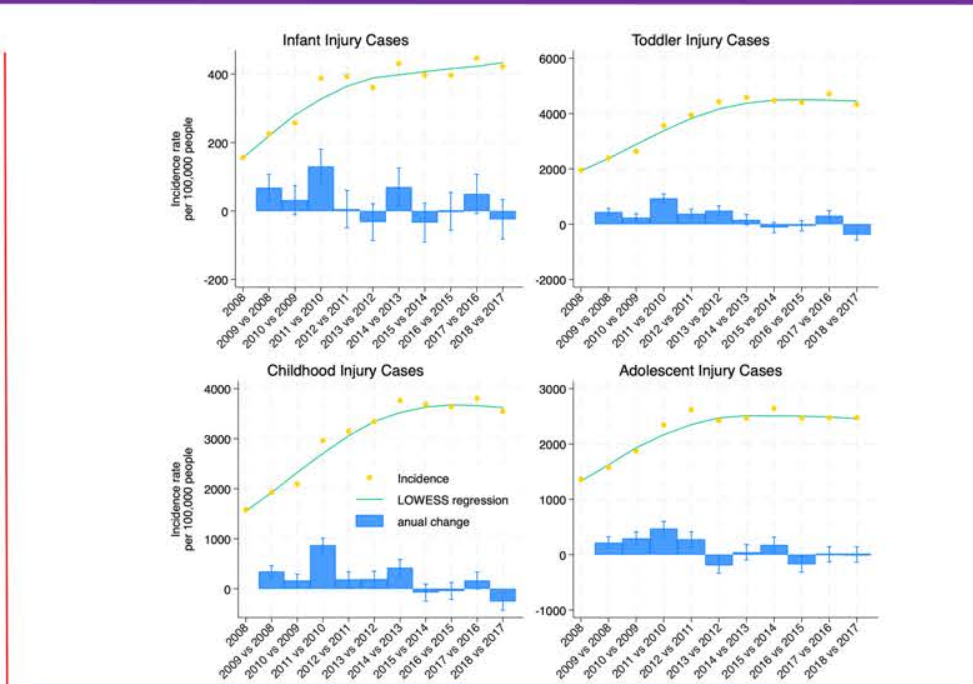 Infant Injury Cases
Incidence rate
per 100,000 people
400
200
0
-200
2008
2009 vs 2008
2010 vs 2009
2011 vs 2010
2012 vs 2011
2013 vs 2012
2014 vs 2013
2015 vs 2014
2016 vs 2015
2017 vs 2016
2018 vs 2017
Toddler Injury Cases
6000
4000
2000
0
-2000
2008
2009 vs 2008
2010 vs 2009
2011 vs 2010
2012 vs 2011
2013 vs 2012
2014 vs 2013
2015 vs 2014
2016 vs 2015
2017 vs 2016
2018 vs 2017
Childhood Injury Cases
Incidence rate
per 100,000 people
4000
3000
2000
1000
0
Incidence
LOWESS regression
anual change
2008
2009 vs 2008
2010 vs 2009
2011 vs 2010
2012 vs 2011
2013 vs 2012
2014 vs 2013
2015 vs 2014
2016 vs 2015
2017 vs 2016
2018 vs 2017
Adolescent Injury Cases
3000
2000
1000
0
-1000
2008
2009 vs 2008
2010 vs 2009
2011 vs 2010
2012 vs 2011
2013 vs 2012
2014 vs 2013
2015 vs 2014
2016 vs 2015
2017 vs 2016
2018 vs 2017